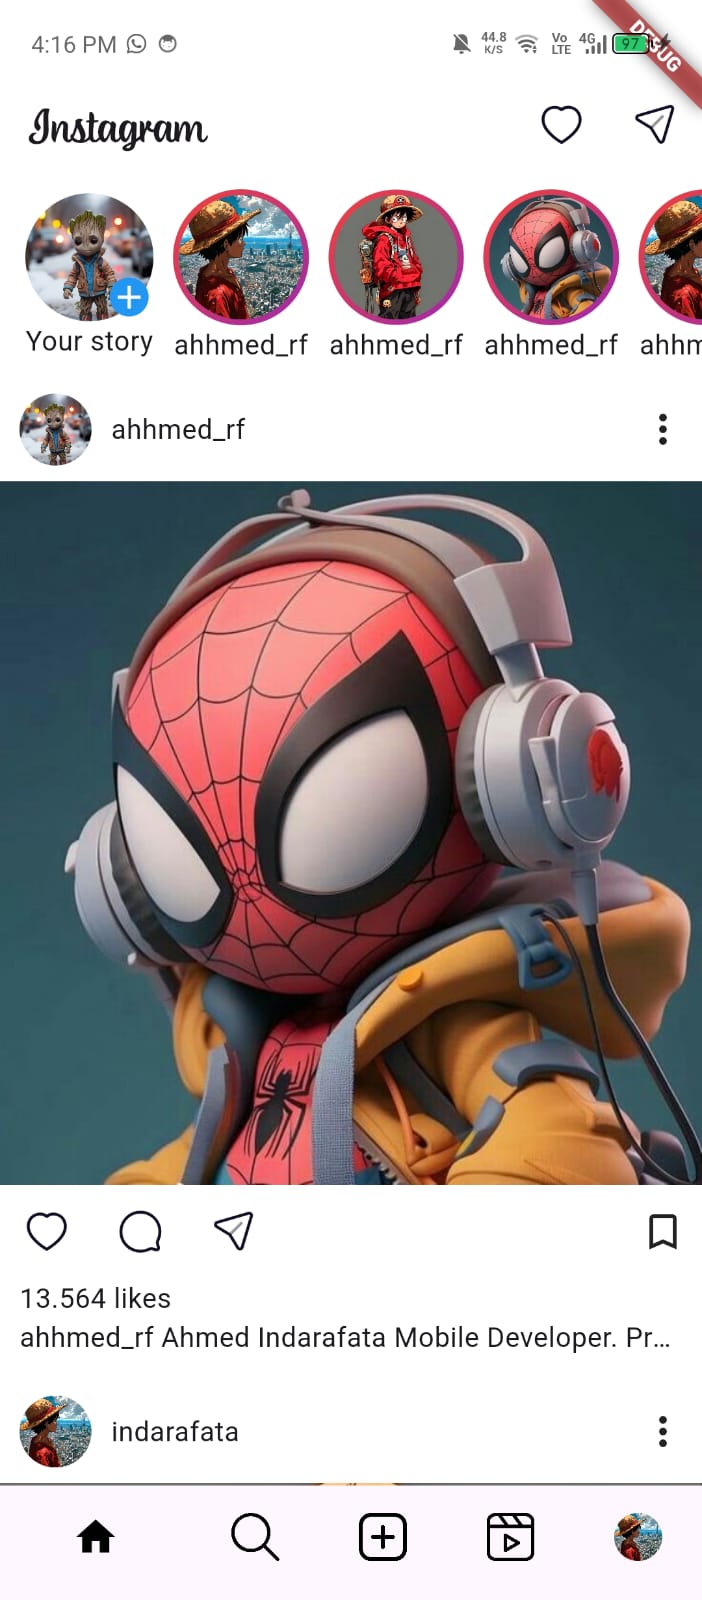 4:16 PM
44.8 K/S
Vo LTE
4G
97
DEBUG
Instagram
Your story
ahhmed_rf
ahhmed_rf
ahhmed_rf
ahhm
ahhmed_rf
13.564 likes
ahhmed_rf Ahmed Indarafata Mobile Developer. Pr...
indarafata